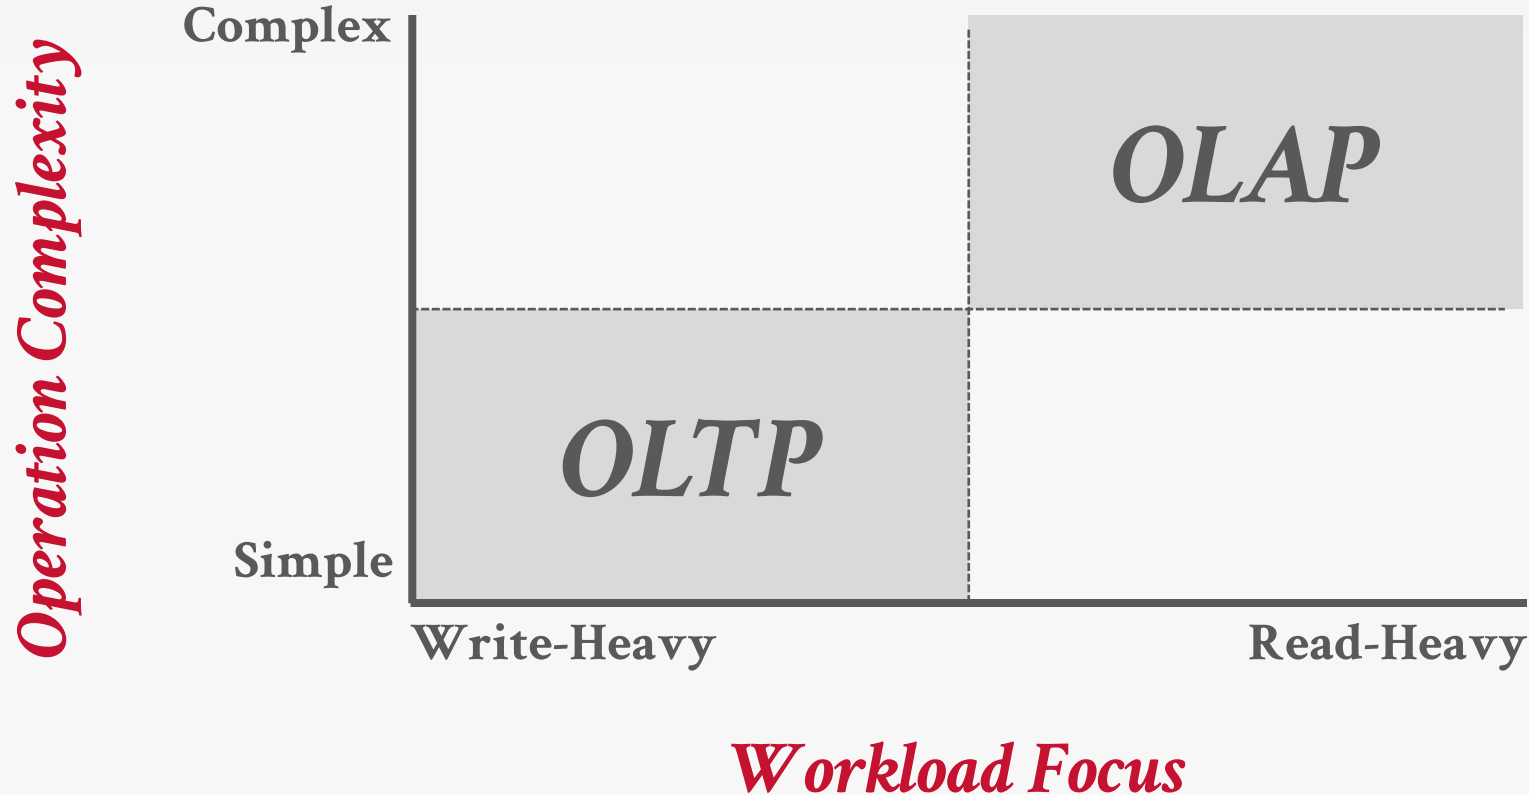 Operation Complexity
Complex
OLAP
OLTP
Simple
Write-Heavy
Read-Heavy
Workload Focus